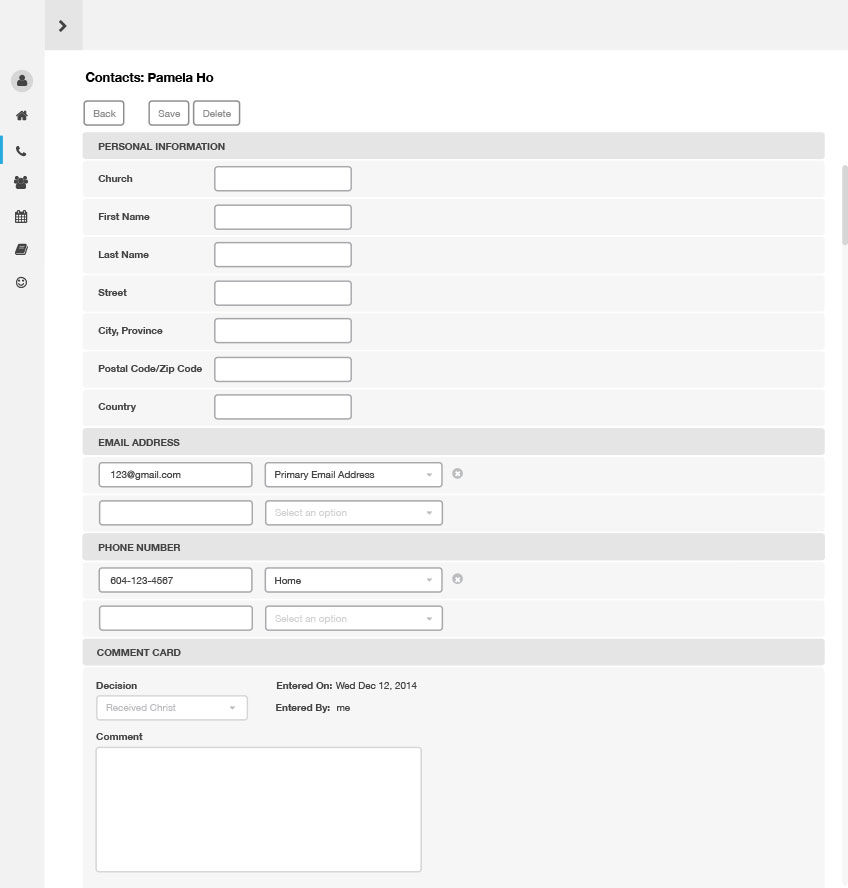 Contacts: Pamela Ho
Back Save Delete
PERSONAL INFORMATION
Church
First Name
Last Name
Street
City, Province
Postal Code/Zip Code
Country
EMAIL ADDRESS
123@gmail.com Primary Email Address
Select an option
PHONE NUMBER
604-123-4567 Home
Select an option
COMMENT CARD
Decision Entered On: Wed Dec 12, 2014
Received Christ Entered By: me
Comment